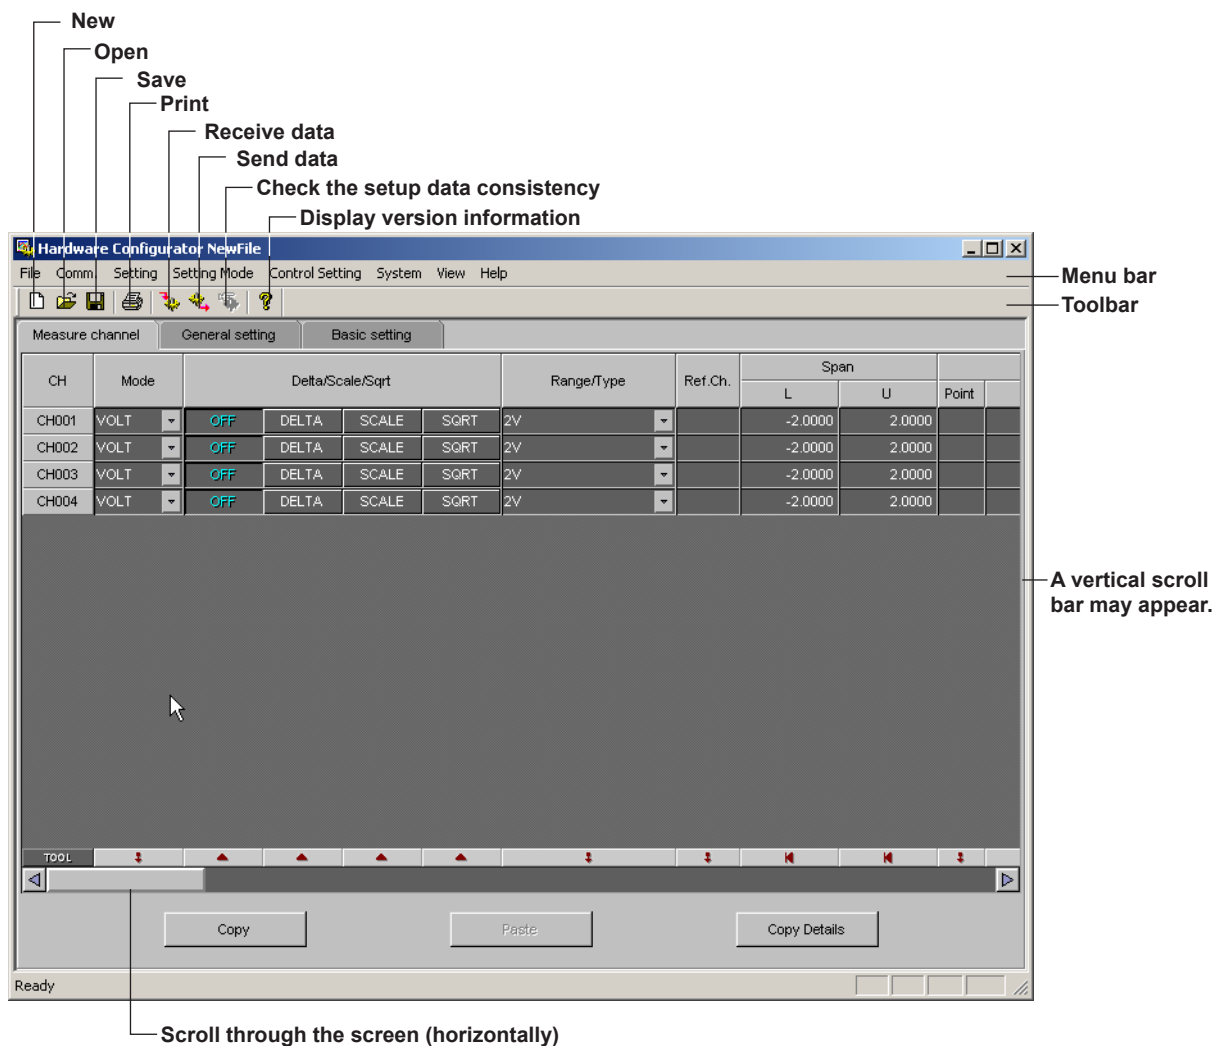 New
Open
Save
Print
Receive data
Send data
Check the setup data consistency
Display version information
Hardware Configurator NewFile
File Comm. Setting Setting Mode Control Setting System View Help
Menu bar
Toolbar
Measure channel General setting Basic setting
CH Mode Delta/Scale/Sqrt Range/Type Ref.Ch. Span
L U Point
CH001 VOLT OFF DELTA SCALE SQRT 2V -2.0000 2.0000
CH002 VOLT OFF DELTA SCALE SQRT 2V -2.0000 2.0000
CH003 VOLT OFF DELTA SCALE SQRT 2V -2.0000 2.0000
CH004 VOLT OFF DELTA SCALE SQRT 2V -2.0000 2.0000
A vertical scroll
bar may appear.
TOOL
Copy Paste Copy Details
Ready
Scroll through the screen (horizontally)